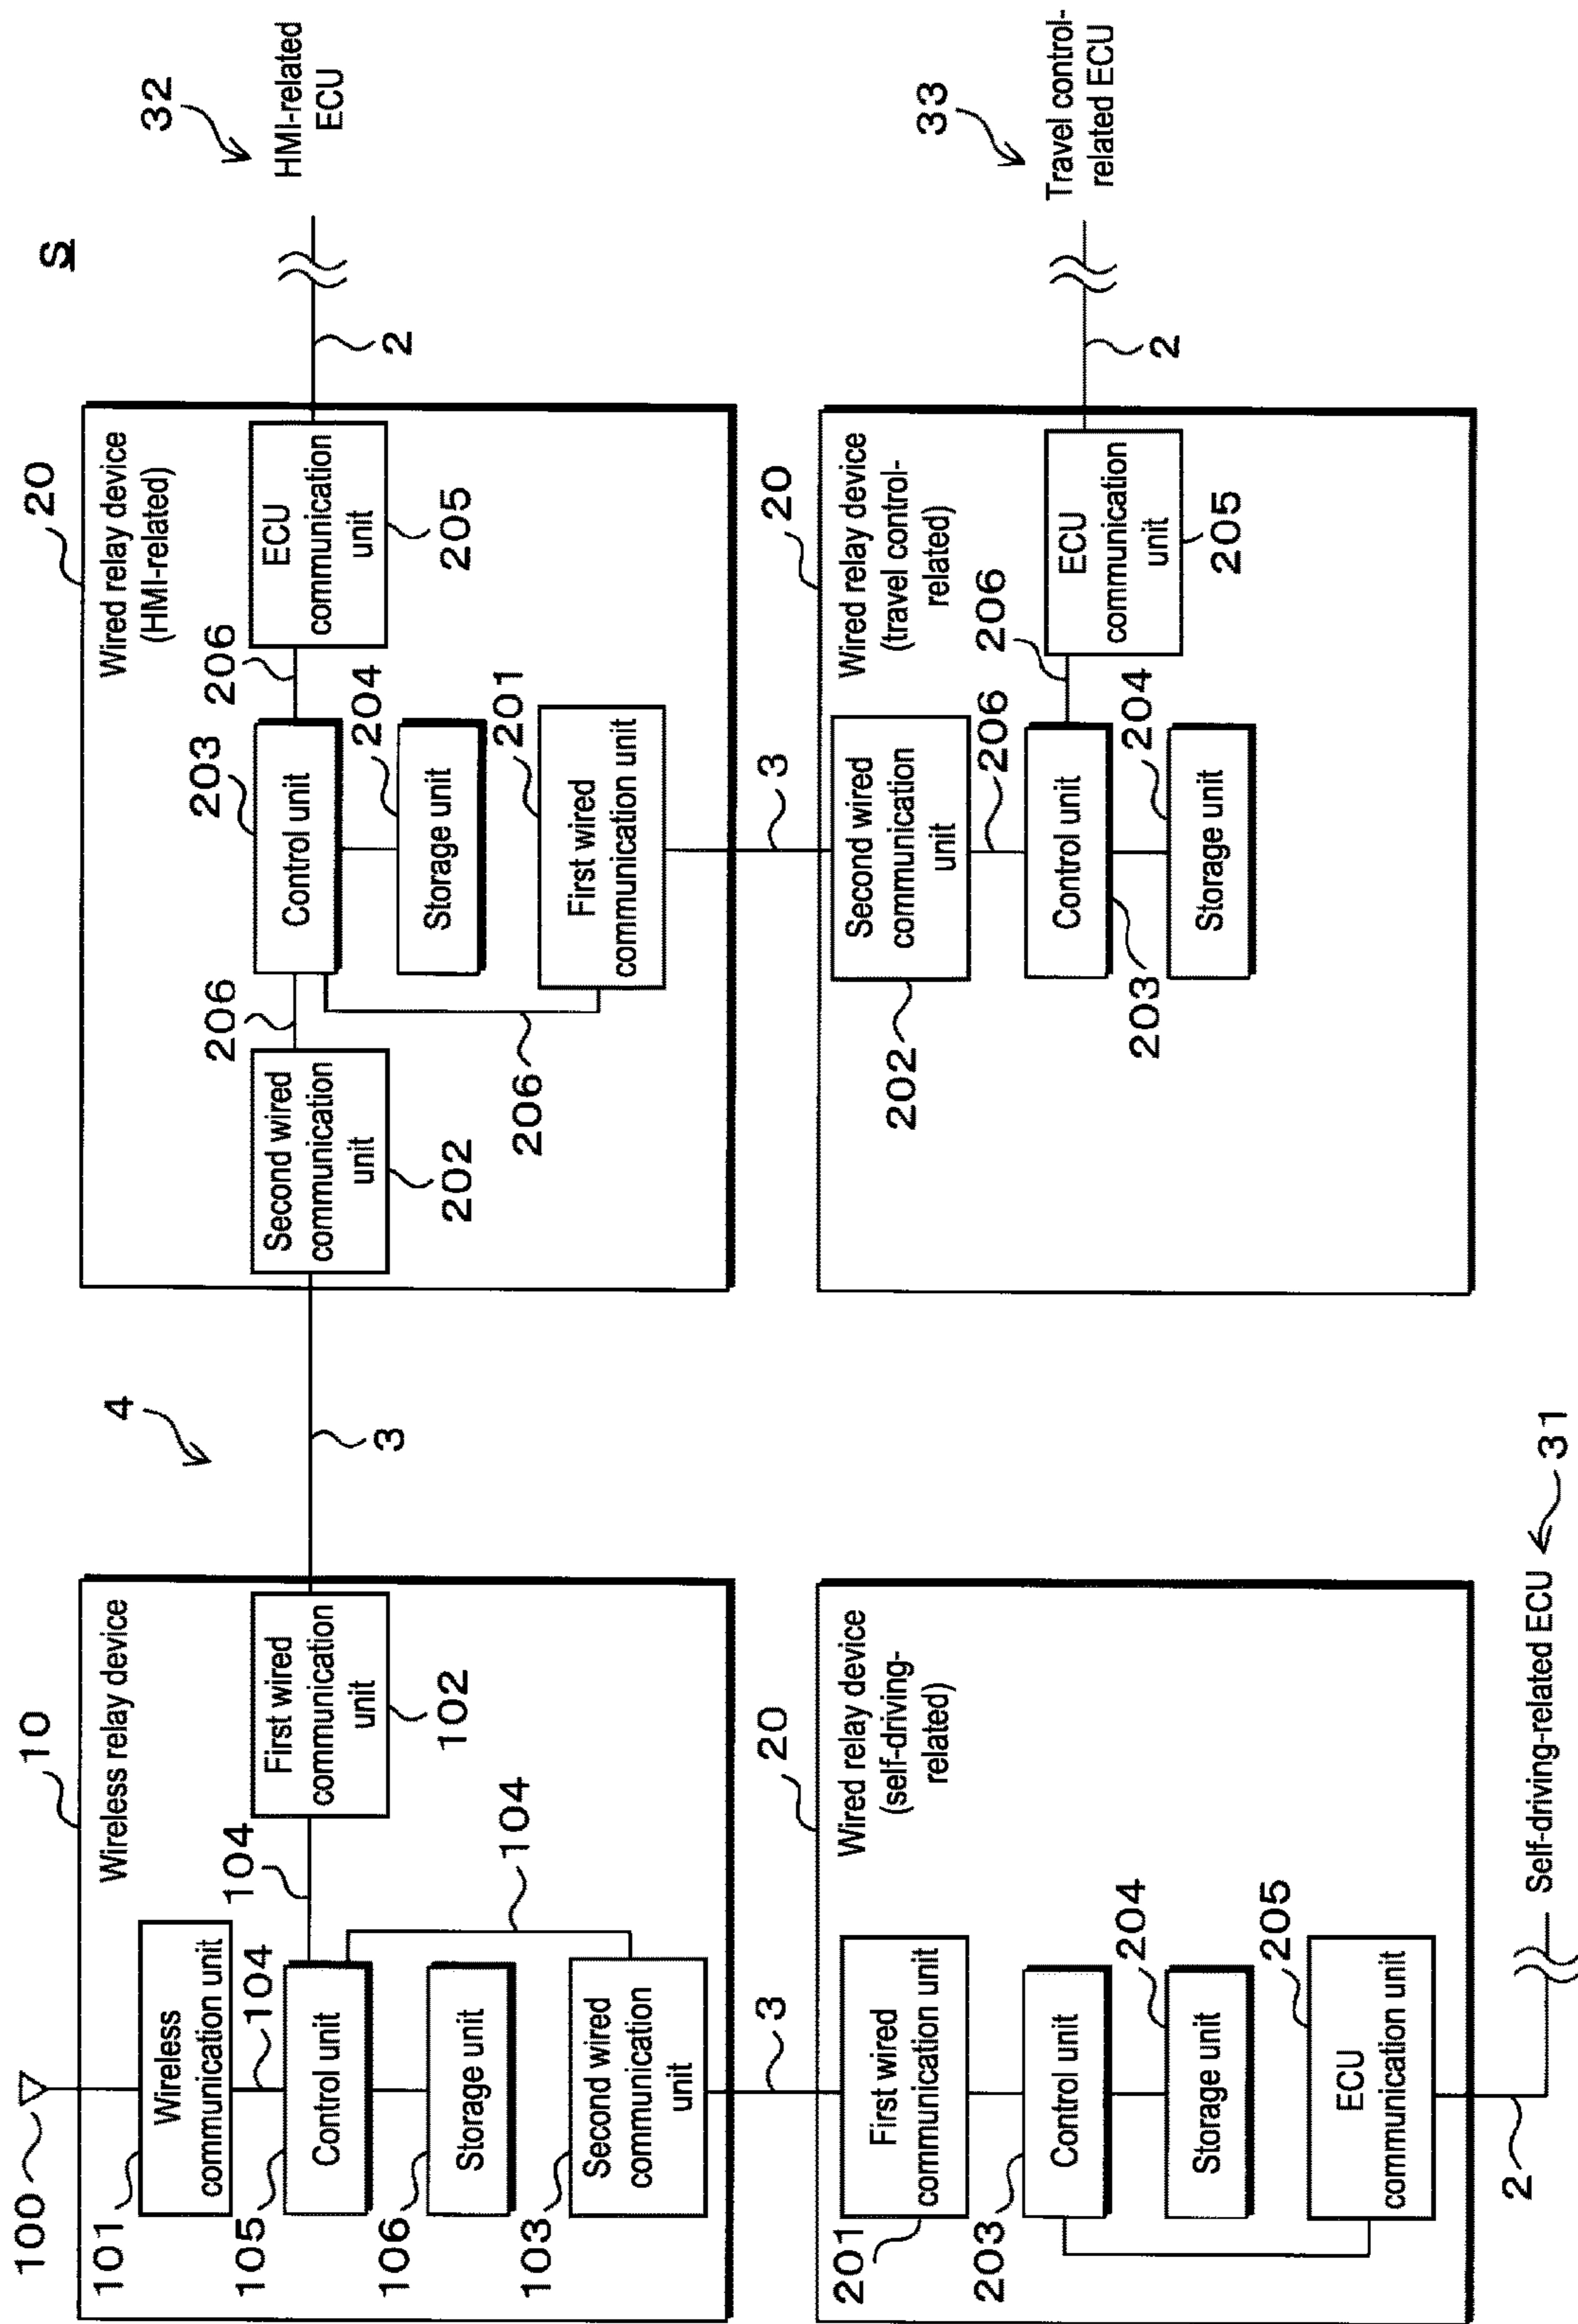 S
100
10
Wireless relay device
101
Wireless
communication unit
104
105
Control unit
104
First wired
communication
unit
102
104
106
Storage unit
103
Second wired
communication
unit
4
3
3
20
Wired relay device
(HMI-related)
206
203
Control unit
206
ECU
communication
unit
205
Second wired
communication
unit
202
204
Storage unit
201
First wired
communication unit
206
2
32
HMI-related
ECU
3
20
Wired relay device
(self-driving-
related)
201
First wired
communication unit
203
Control unit
204
Storage unit
205
ECU
communication unit
2
Self-driving-related ECU
31
20
Wired relay device
(travel control-
related)
202
Second wired
communication
unit
206
206
ECU
communication
unit
205
203
Control unit
204
Storage unit
2
33
Travel control-
related ECU